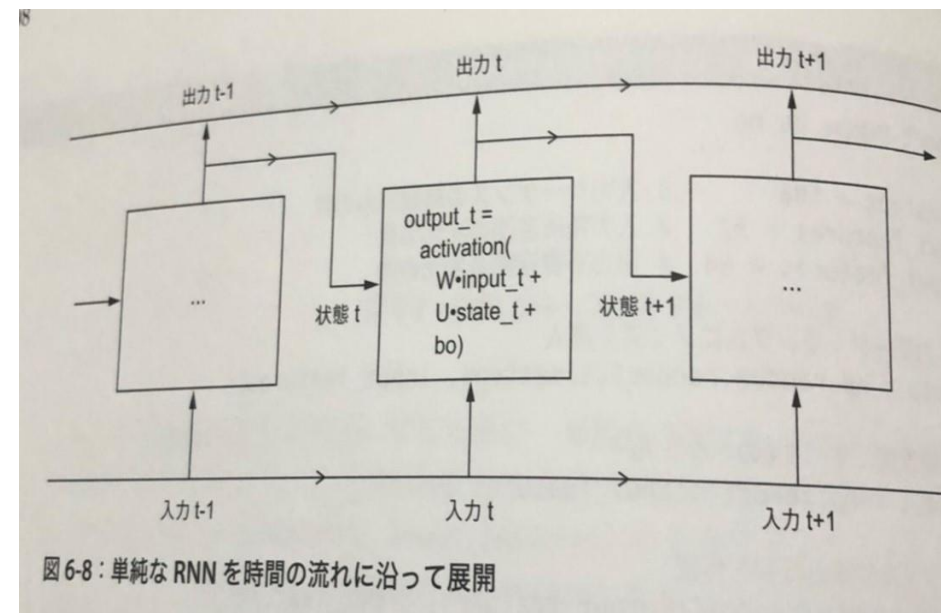 8
出力 t-1
出力 t
出力 t+1
...
output_t =
activation(
W•input_t +
U•state_t +
bo)
...
状態 t
状態 t+1
入力 t-1
入力 t
入力 t+1
図 6-8：単純な RNN を時間の流れに沿って展開